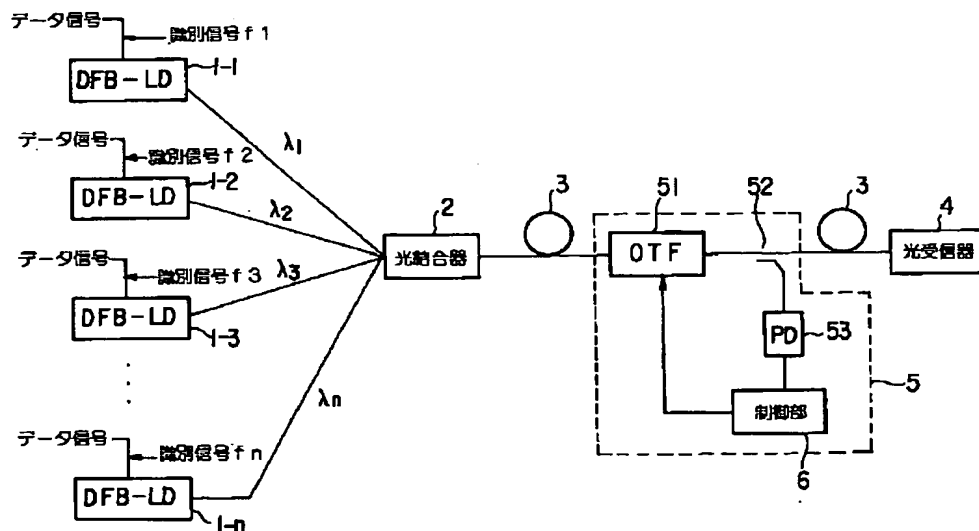 データ信号
識別信号 f1
DFB-LD
1-1
λ1
データ信号
識別信号 f2
DFB-LD
1-2
λ2
データ信号
識別信号 f3
DFB-LD
1-3
λ3
データ信号
識別信号 fn
DFB-LD
1-n
λn
2
光結合器
3
51
OTF
52
3
4
光受信器
PD
53
5
制御部
6